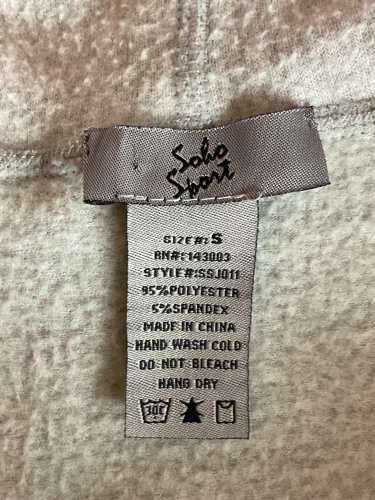 Soho
Sport
SIZE#: S
RN#: 143003
STYLE#:SSJ011
95%POLYESTER
5%SPANDEX
MADE IN CHINA
HAND WASH COLD
DO NOT BLEACH
HANG DRY
30C